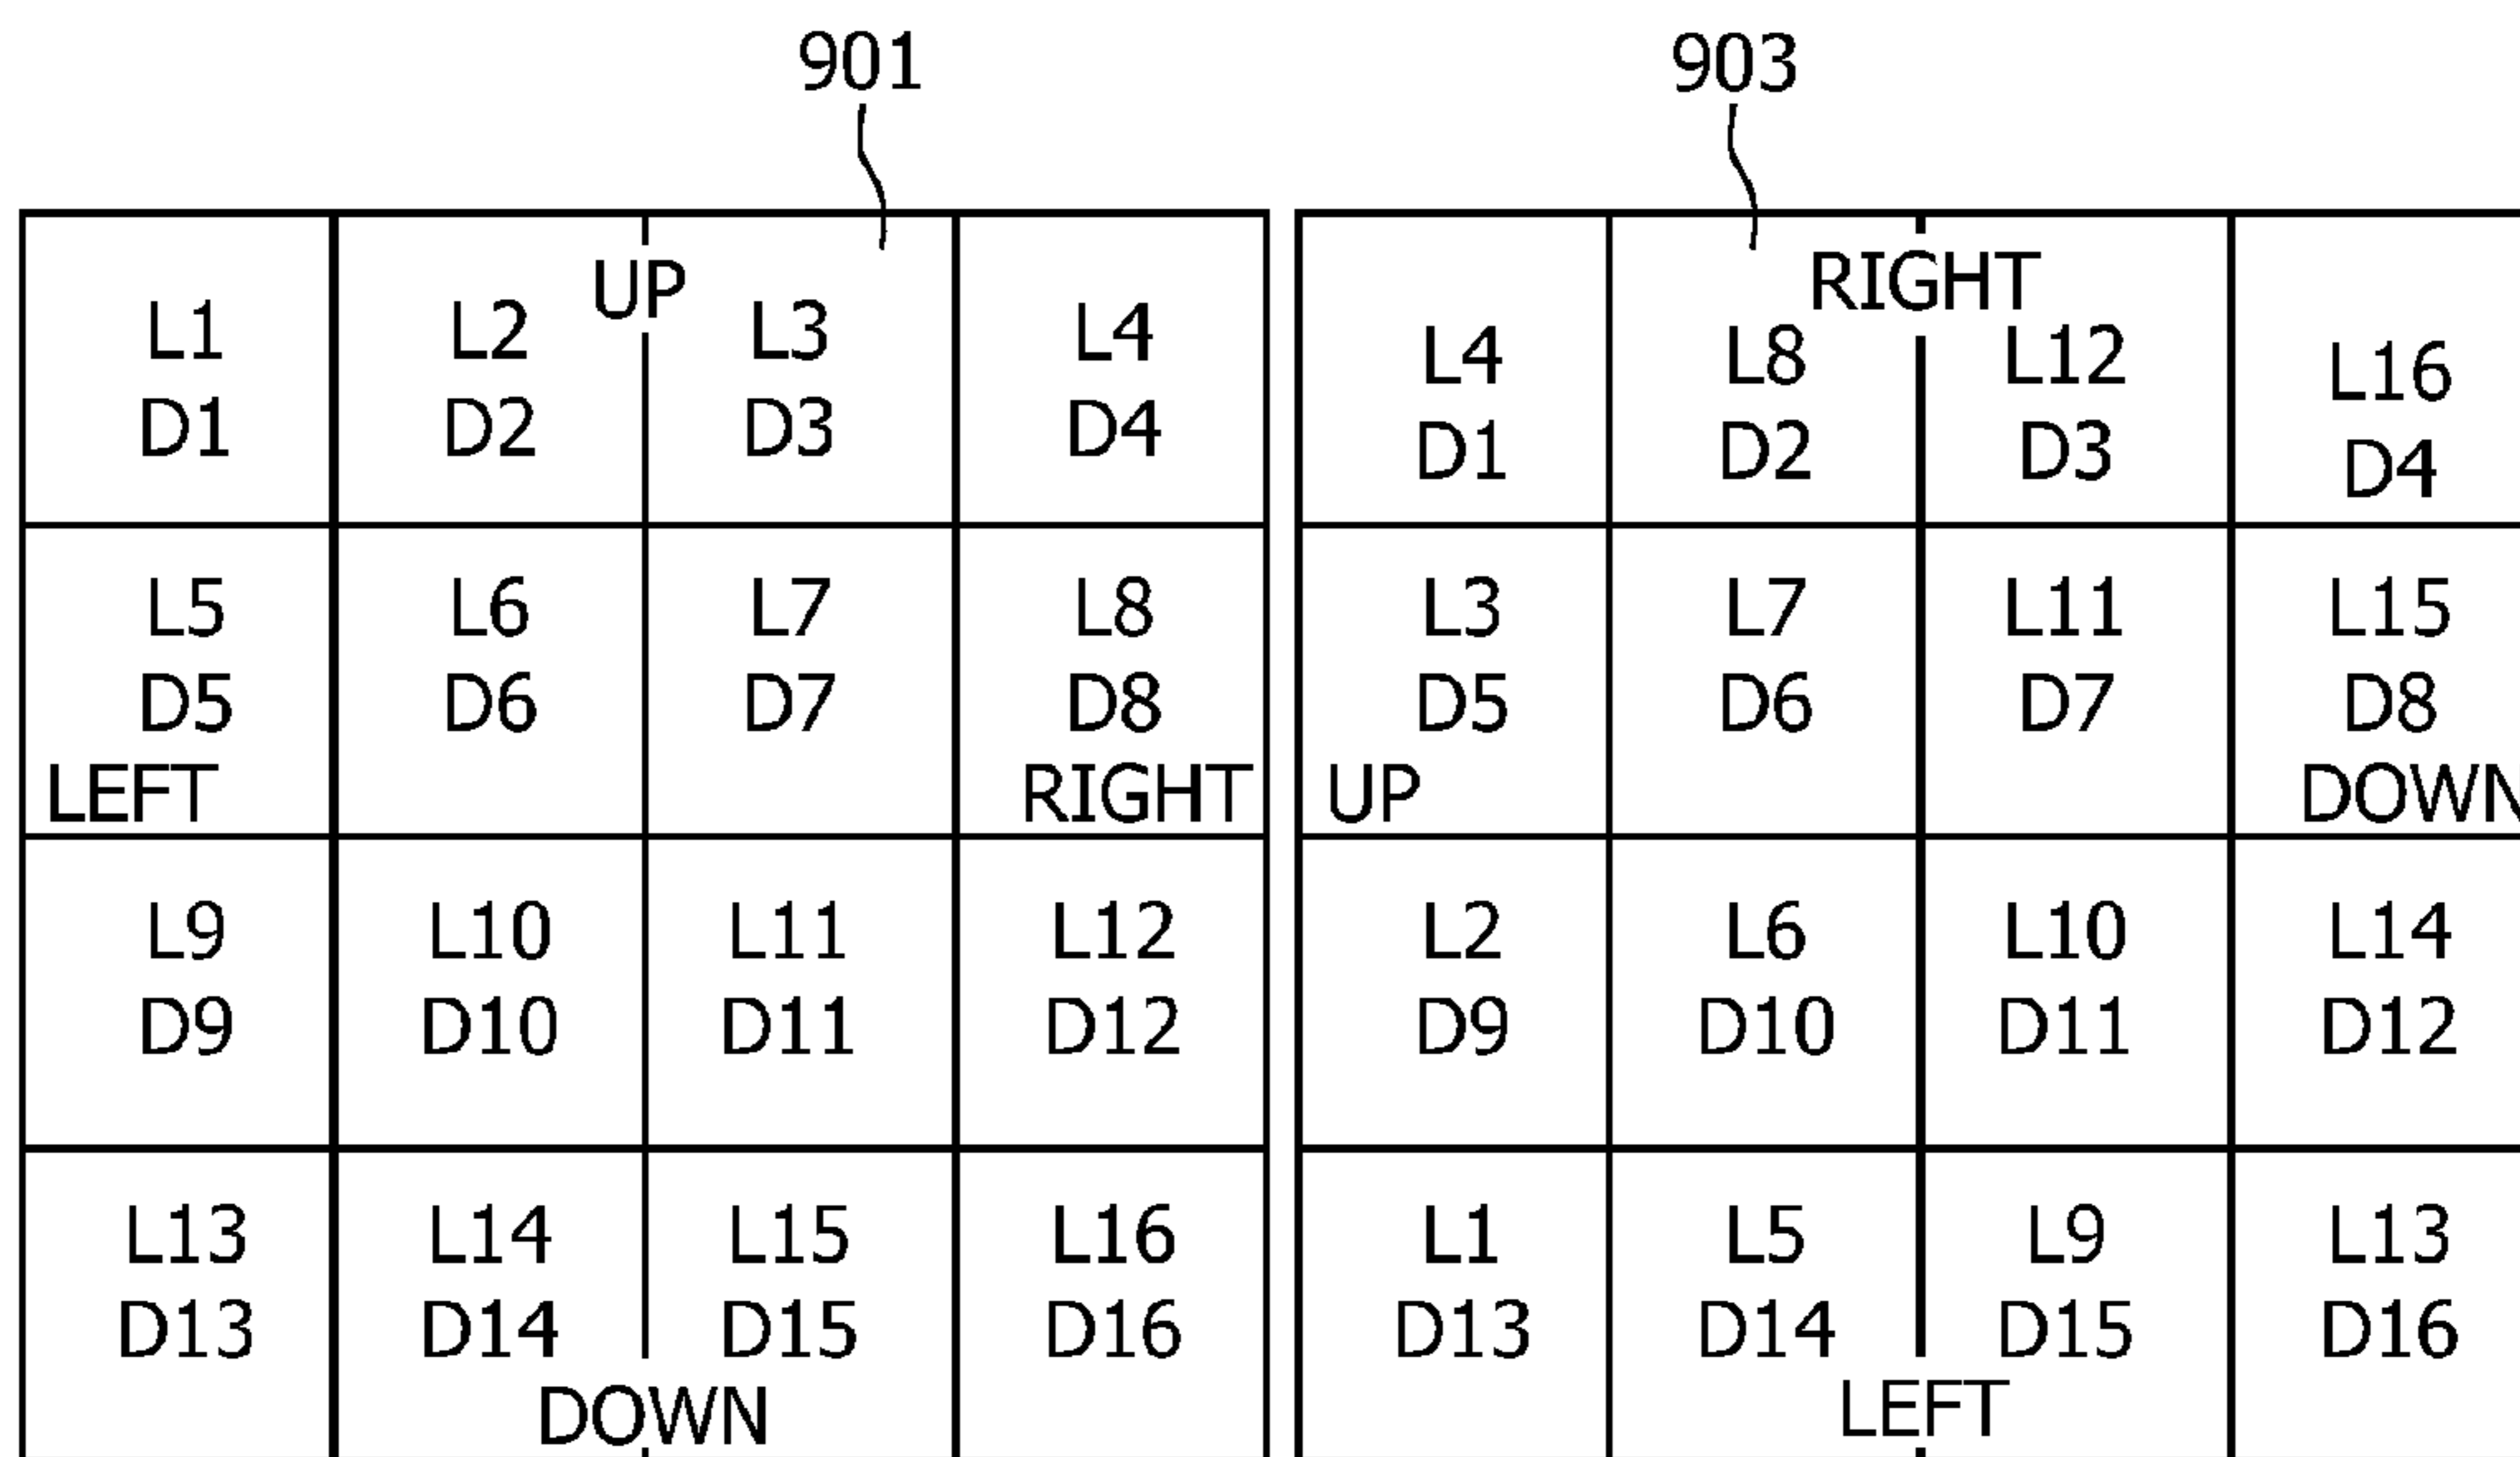 901 903
UP RIGHT
L1 L2 L3 L4 L4 L8 L12 L16
D1 D2 D3 D4 D1 D2 D3 D4
L5 L6 L7 L8 L3 L7 L11 L15
D5 D6 D7 D8 D5 D6 D7 D8
LEFT RIGHT UP DOWN
L9 L10 L11 L12 L2 L6 L10 L14
D9 D10 D11 D12 D9 D10 D11 D12
L13 L14 L15 L16 L1 L5 L9 L13
D13 D14 D15 D16 D13 D14 D15 D16
DOWN LEFT